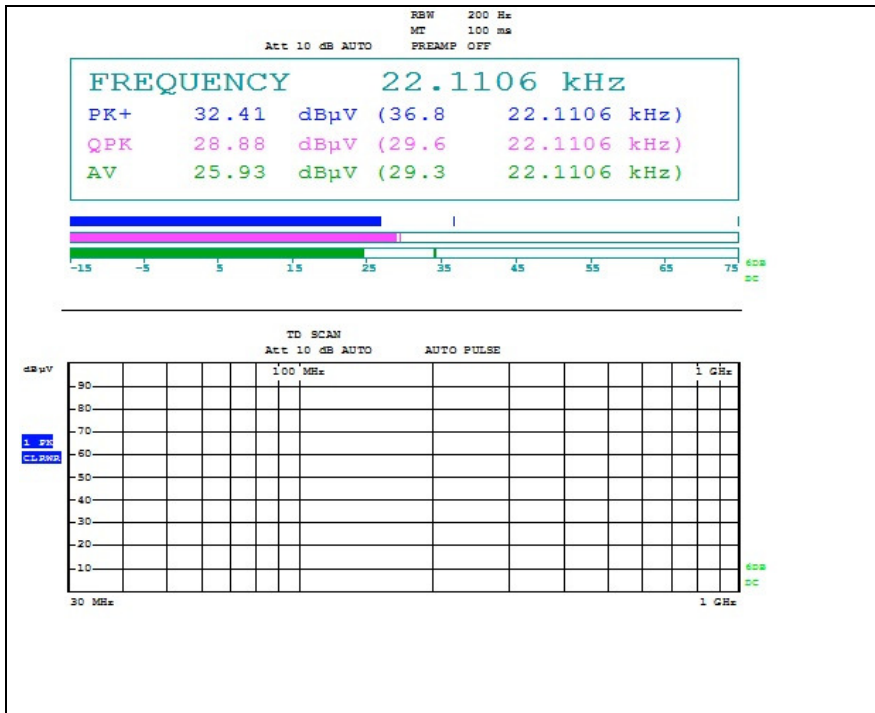 RBW 200 Hz
MT 100 ms
Att 10 dB AUTO PREAMP OFF
FREQUENCY 22.1106 kHz
PK+ 32.41 dBµV (36.8 22.1106 kHz)
QPK 28.88 dBµV (29.6 22.1106 kHz)
AV 25.93 dBµV (29.3 22.1106 kHz)
-15 -5 5 15 25 35 45 55 65 75
6DB
DC
TD SCAN
Att 10 dB AUTO AUTO PULSE
dBµV
100 MHz 1 GHz
90
80
70
1 PK
CLRWR
60
50
40
30
20
10
6DB
DC
30 MHz 1 GHz